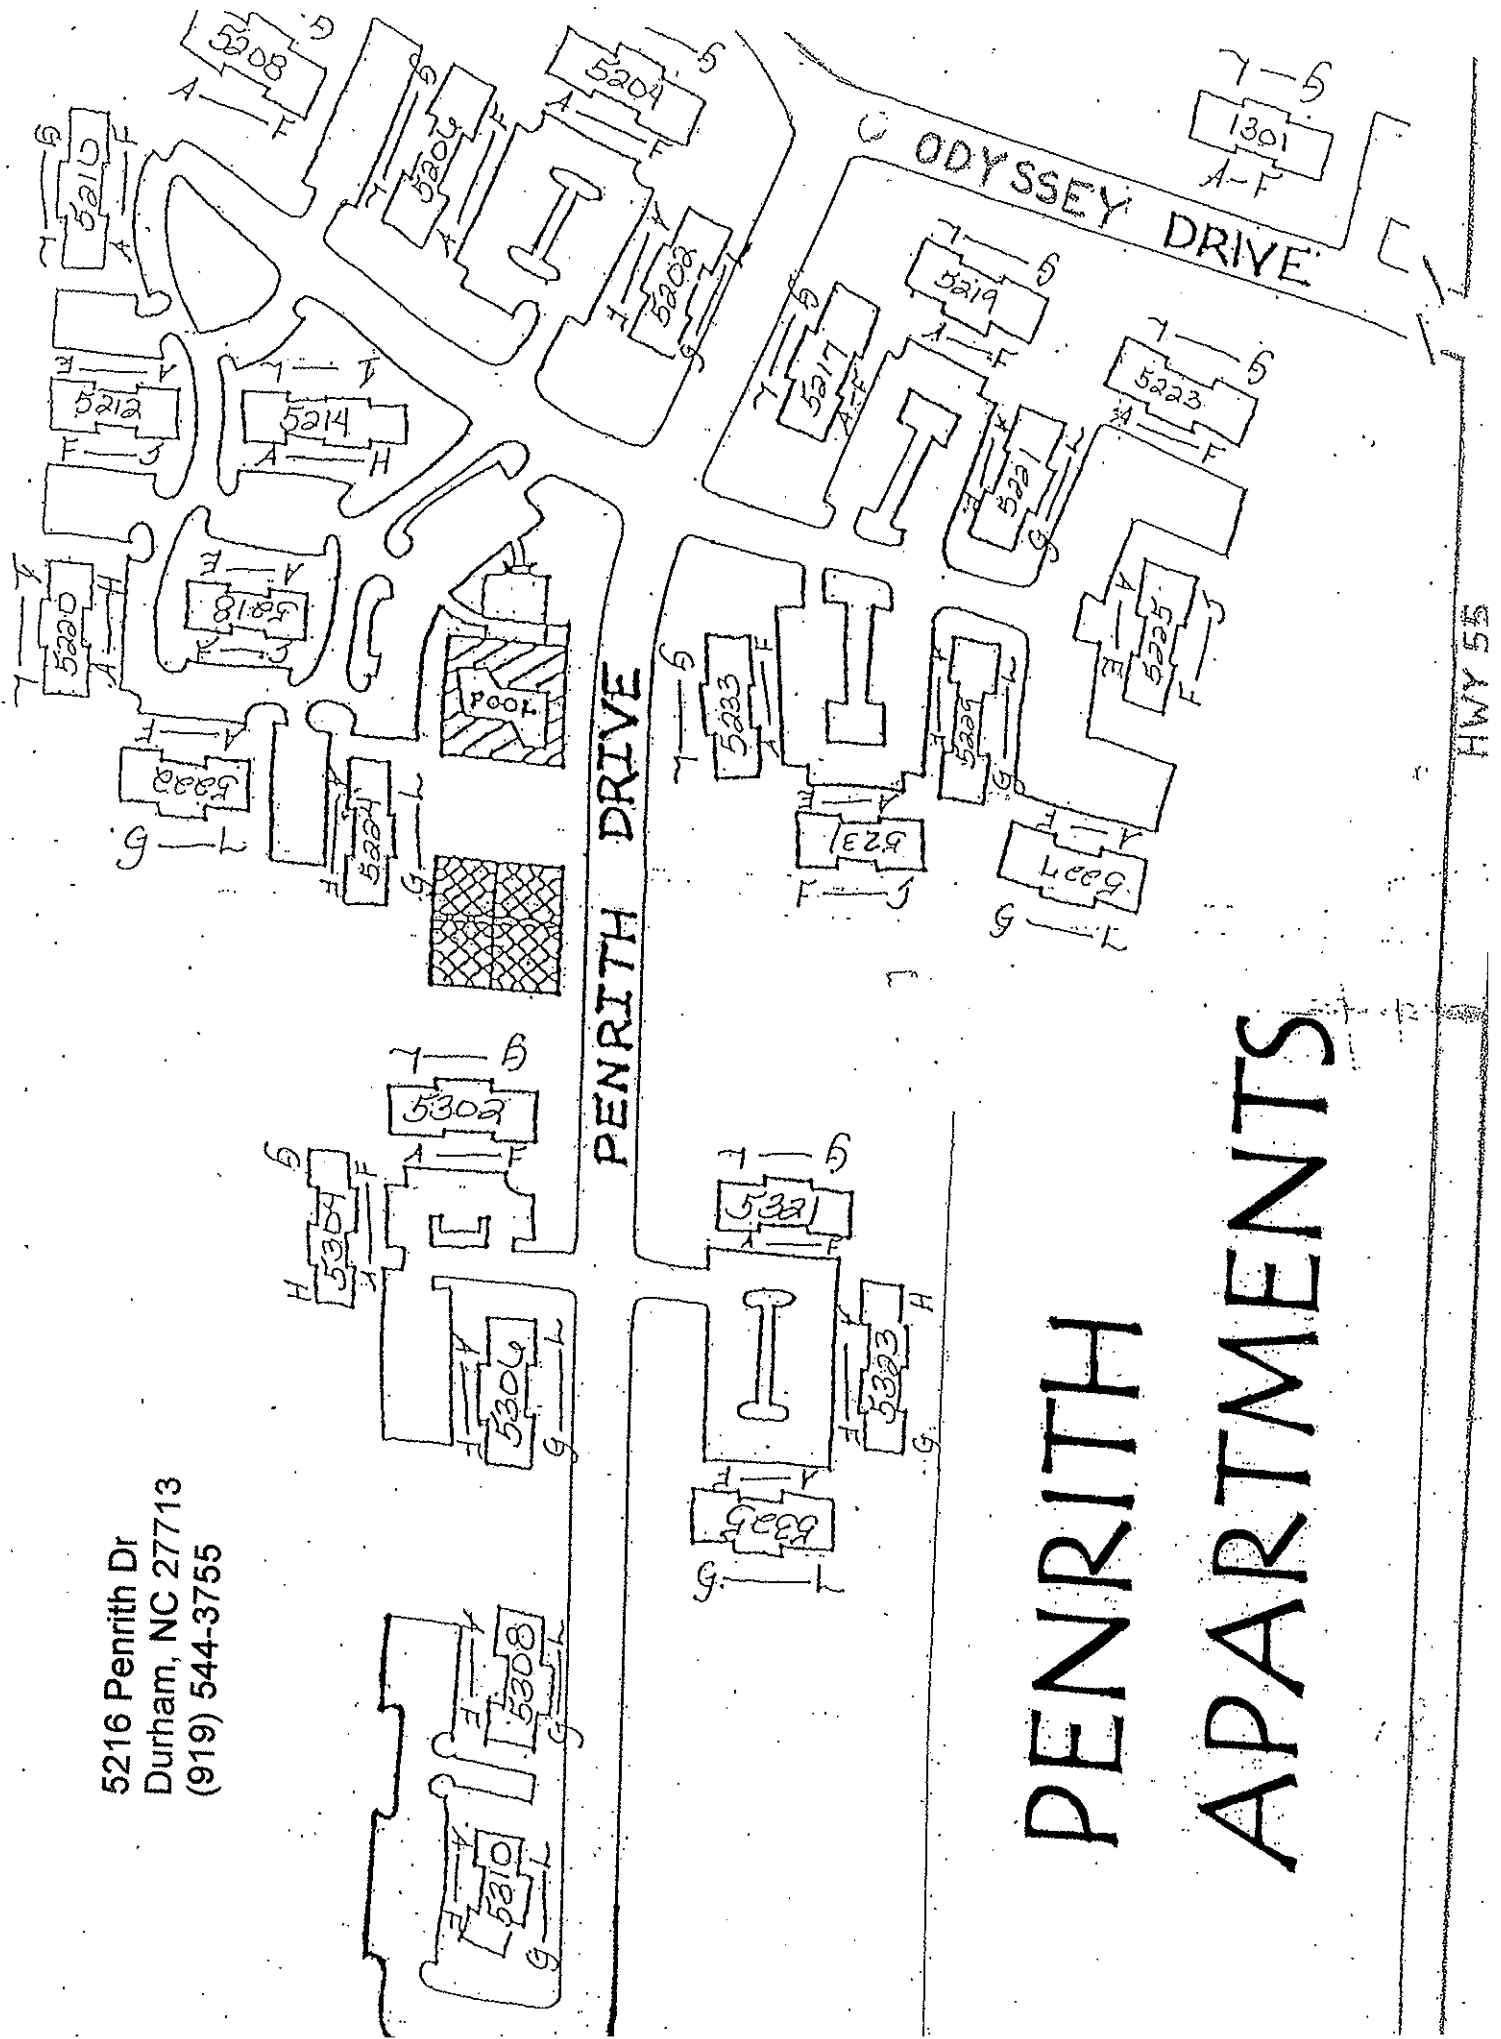 5216 Penrith Dr
Durham, NC 27713
(919) 544-3755
PENRITH
APARTMENTS
PENRITH DRIVE
ODYSSEY DRIVE
HWY 55
POOL
5208
A — F
G
5210
L — G
A — F
5206
L — G
A — F
5204
A — F
G
5202
G
1301
L — G
A-F
5212
E — A
F — J
5214
L — I
A — H
5217
L — G
A-F
5219
L — G
A — F
5223
L — G
A — F
5221
G — L
5220
L — I
A — H
5218
E — A
5225
E — A
F — J
5222
F — A
G — L
5224
F — A
G — L
5233
L — G
A — F
5229
F — A
G — L
5231
E — A
F — J
5227
F — A
G — L
5302
L — G
A — F
5304
H
G
A — F
5306
F — A
G — L
5321
L — G
A — F
5323
F — A
G
H
5325
F — A
G — L
5308
F — A
G — L
5310
F — A
G — L